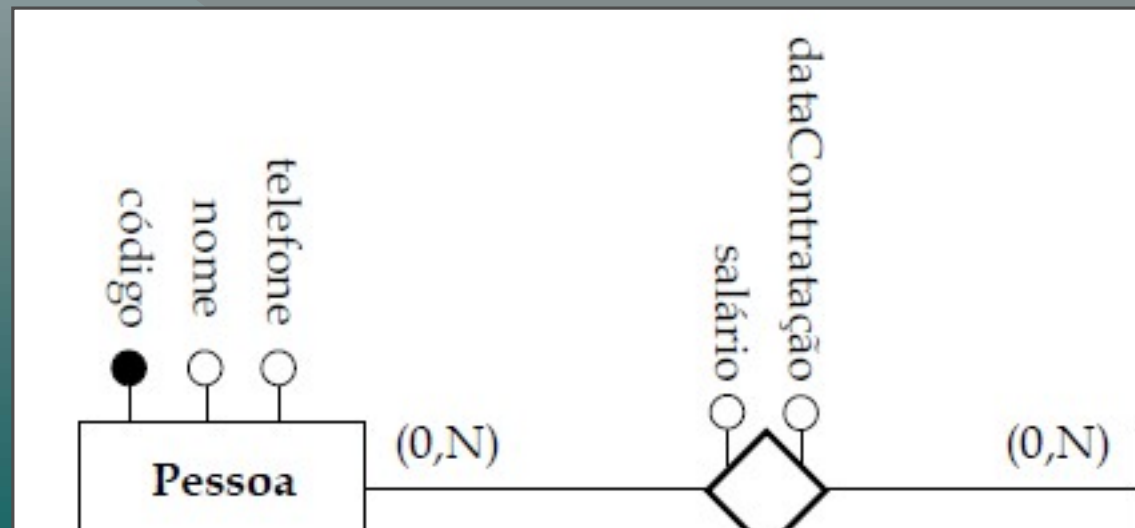 código
nome
telefone
salário
dataContratação
Pessoa
(0,N)
(0,N)